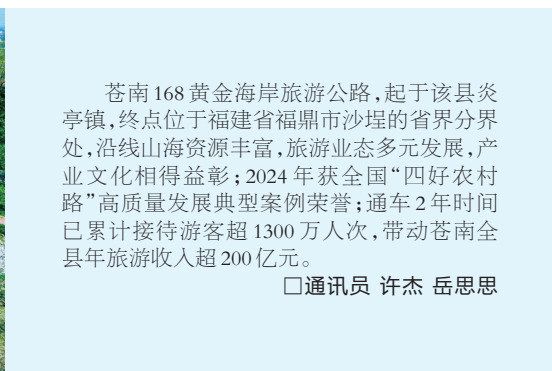 苍南168黄金海岸旅游公路,起于该县炎
亭镇,终点位于福建省福鼎市沙埕的省界分界
处,沿线山海资源丰富,旅游业态多元发展,产
业文化相得益彰;2024年获全国“四好农村
路”高质量发展典型案例荣誉;通车2年时间
已累计接待游客超1300万人次,带动苍南全
县年旅游收入超200亿元。
□通讯员 许杰 岳思思